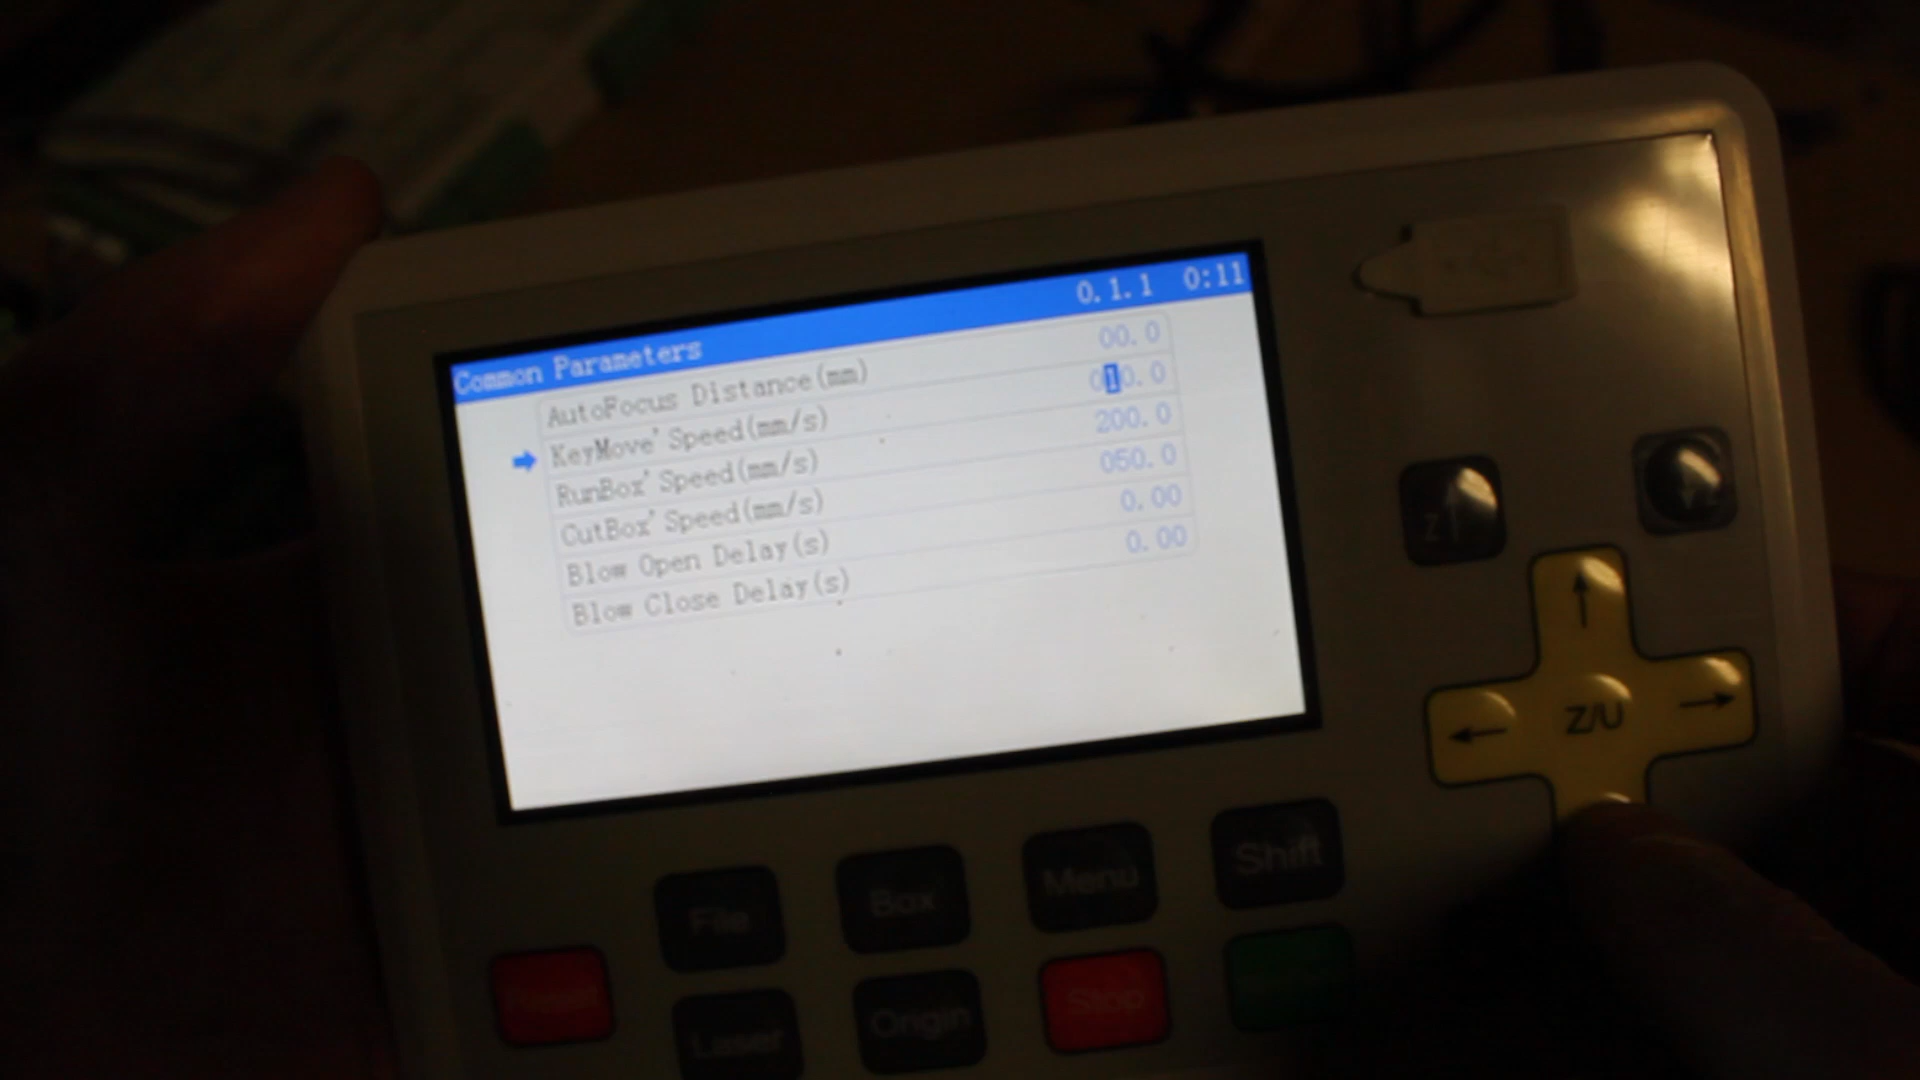 Common Parameters 0.1.1 0:11
AutoFocus Distance(mm) 00.0
KeyMove'Speed(mm/s) 010.0
RunBox'Speed(mm/s) 200.0
CutBox'Speed(mm/s) 050.0
Blow Open Delay(s) 0.00
Blow Close Delay(s) 0.00
Z
Z/U
File Box Menu Shift
Laser Origin Stop